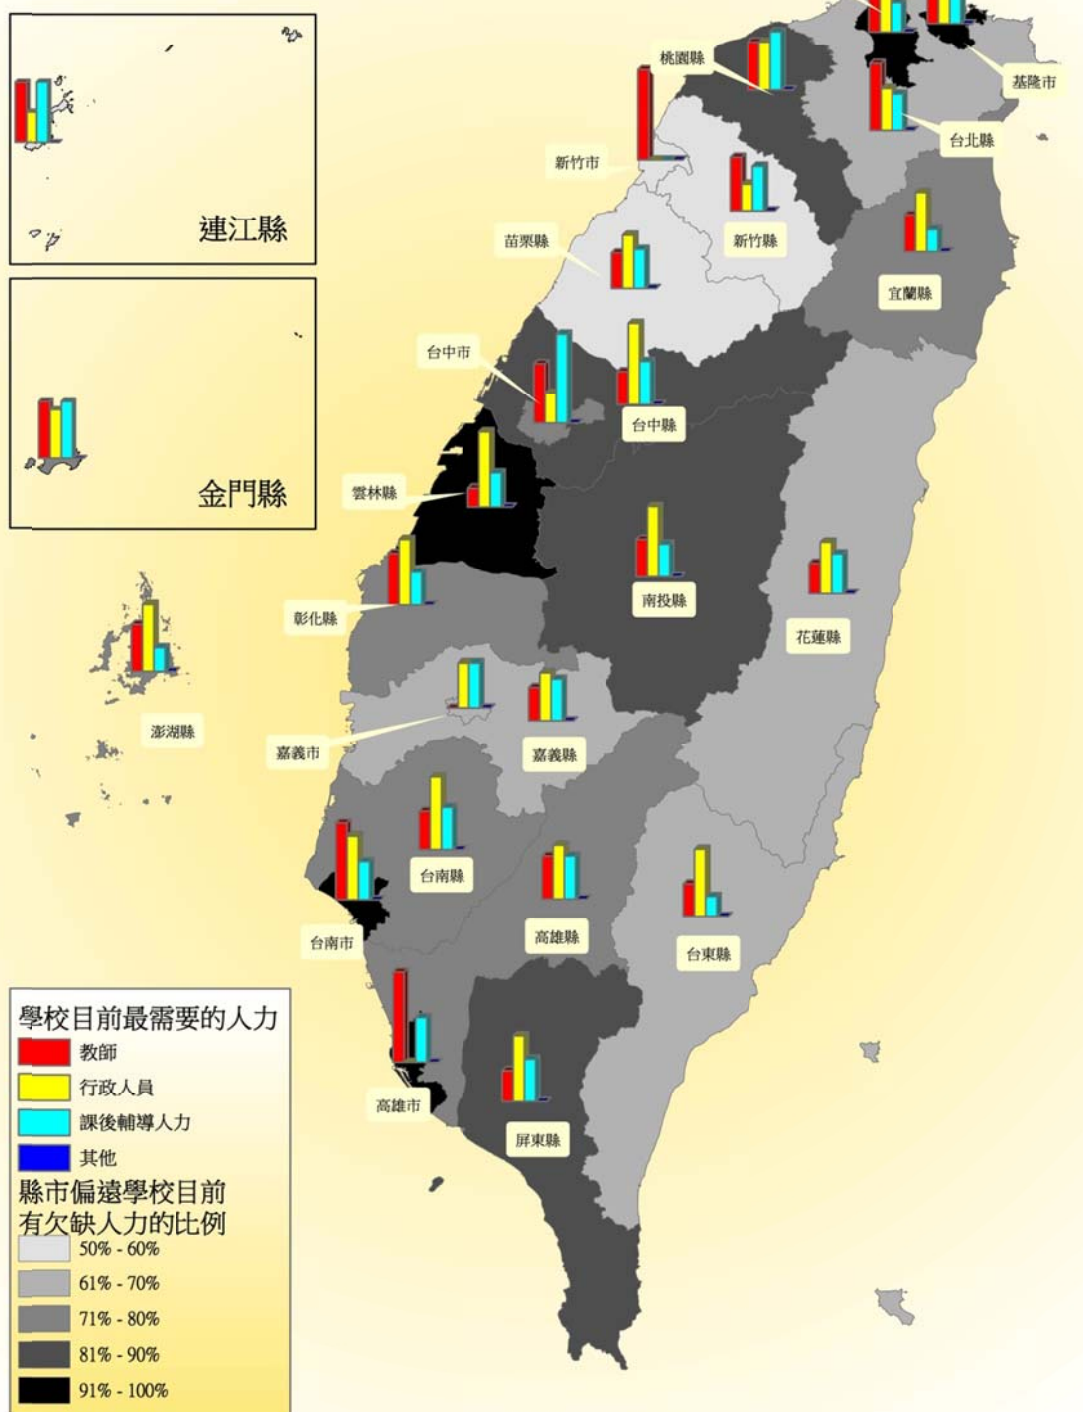 桃園縣
基隆市
台北縣
新竹市
連江縣
苗栗縣
新竹縣
宜蘭縣
台中市
台中縣
雲林縣
金門縣
南投縣
彰化縣
花蓮縣
澎湖縣
嘉義市
嘉義縣
台南縣
台南市
高雄縣
台東縣
學校目前最需要的人力
教師
行政人員
課後輔導人力
其他
高雄市
屏東縣
縣市偏遠學校目前
有欠缺人力的比例
50% - 60%
61% - 70%
71% - 80%
81% - 90%
91% - 100%